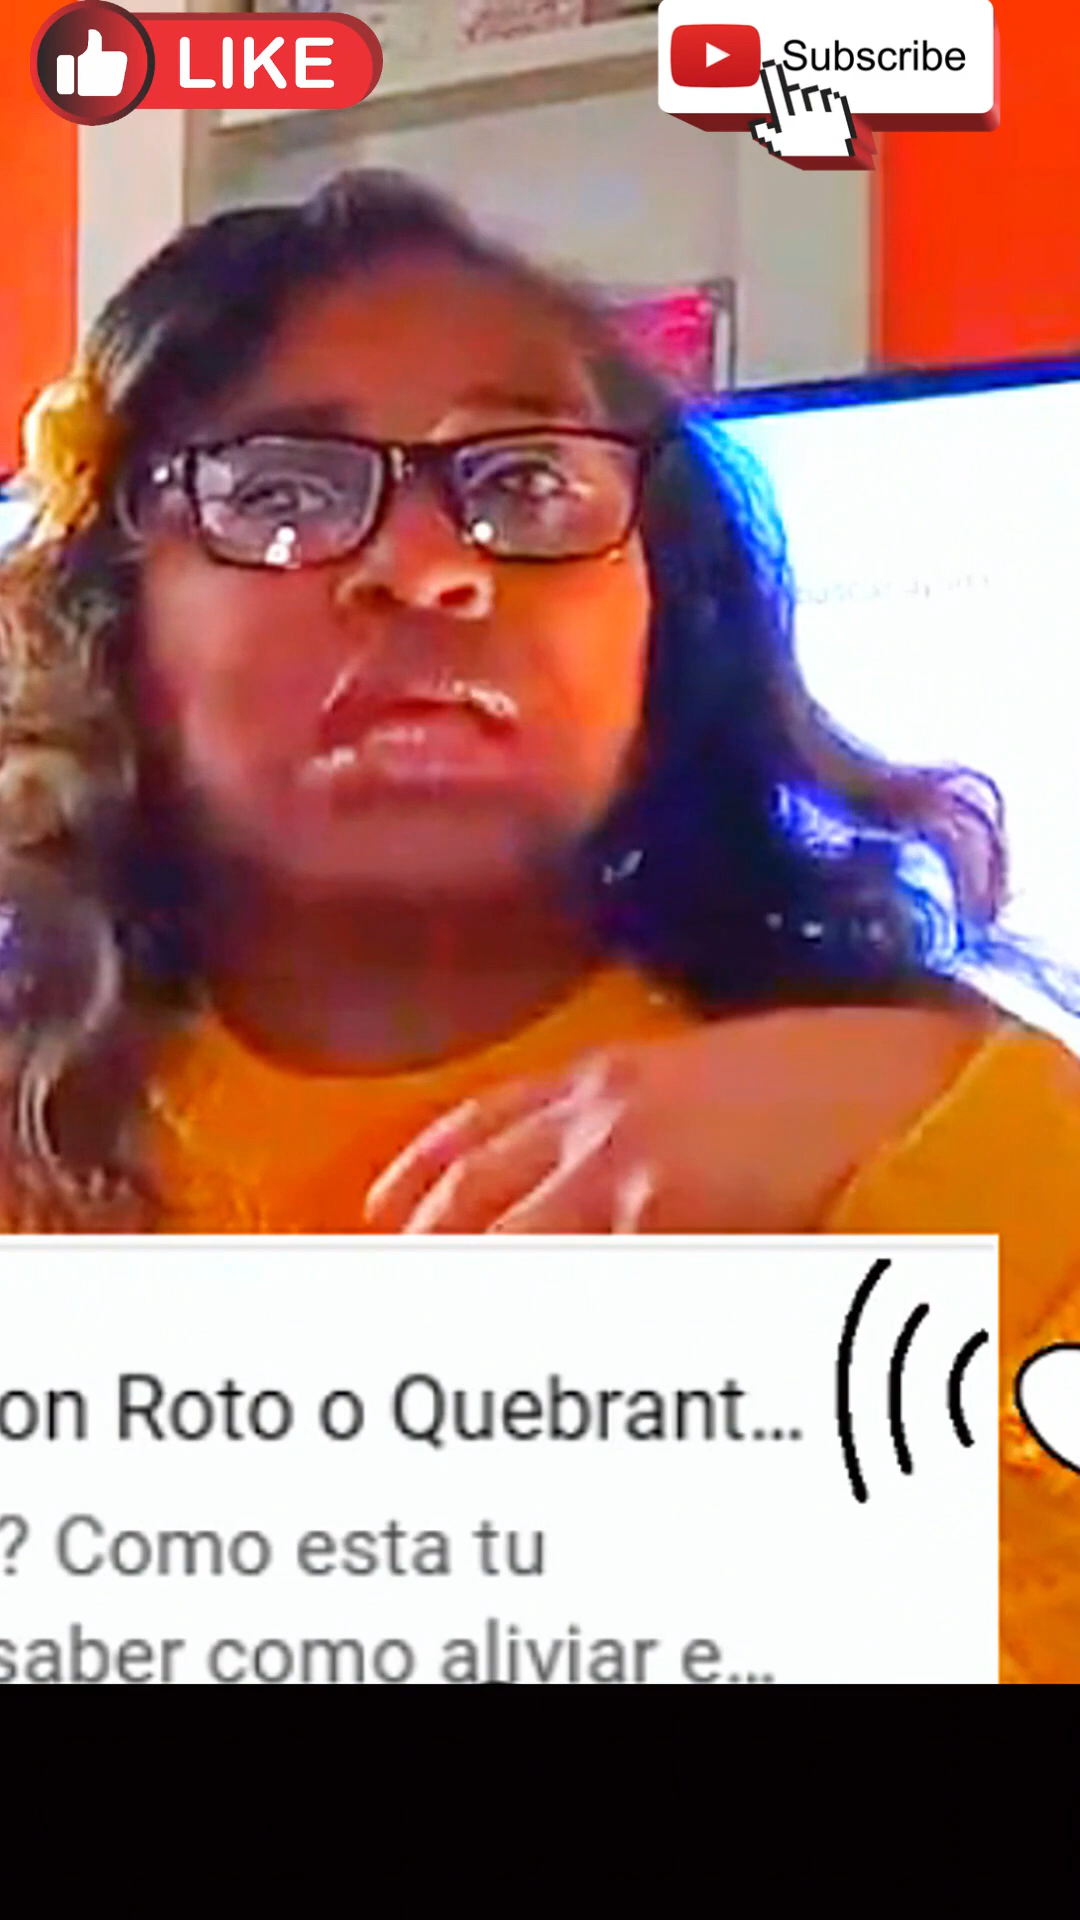 LIKE
Subscribe
on Roto o Quebrant...
? Como esta tu
saber como aliviar e...